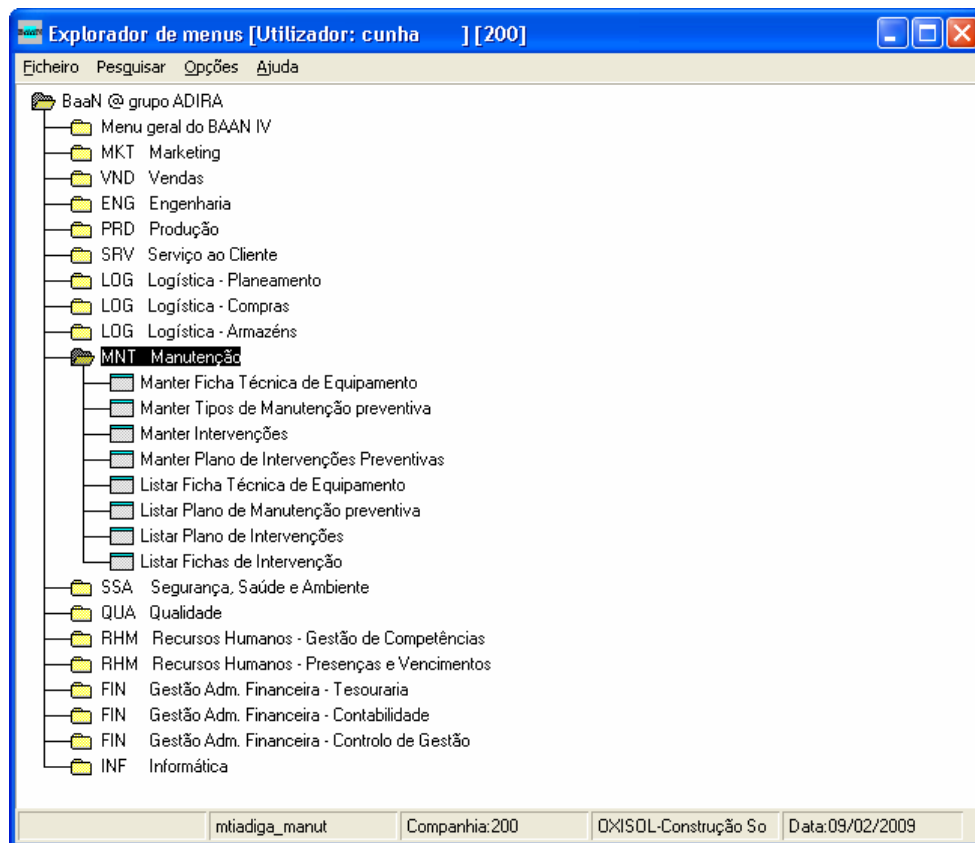 Explorador de menus [Utilizador: cunha ] [200]
Ficheiro Pesquisar Opções Ajuda
BaaN @ grupo ADIRA
Menu geral do BAAN IV
MKT Marketing
VND Vendas
ENG Engenharia
PRD Produção
SRV Serviço ao Cliente
LOG Logística - Planeamento
LOG Logística - Compras
LOG Logística - Armazéns
MNT Manutenção
Manter Ficha Técnica de Equipamento
Manter Tipos de Manutenção preventiva
Manter Intervenções
Manter Plano de Intervenções Preventivas
Listar Ficha Técnica de Equipamento
Listar Plano de Manutenção preventiva
Listar Plano de Intervenções
Listar Fichas de Intervenção
SSA Segurança, Saúde e Ambiente
QUA Qualidade
RHM Recursos Humanos - Gestão de Competências
RHM Recursos Humanos - Presenças e Vencimentos
FIN Gestão Adm. Financeira - Tesouraria
FIN Gestão Adm. Financeira - Contabilidade
FIN Gestão Adm. Financeira - Controlo de Gestão
INF Informática
mtiadiga_manut Companhia:200 OXISOL-Construção So Data:09/02/2009